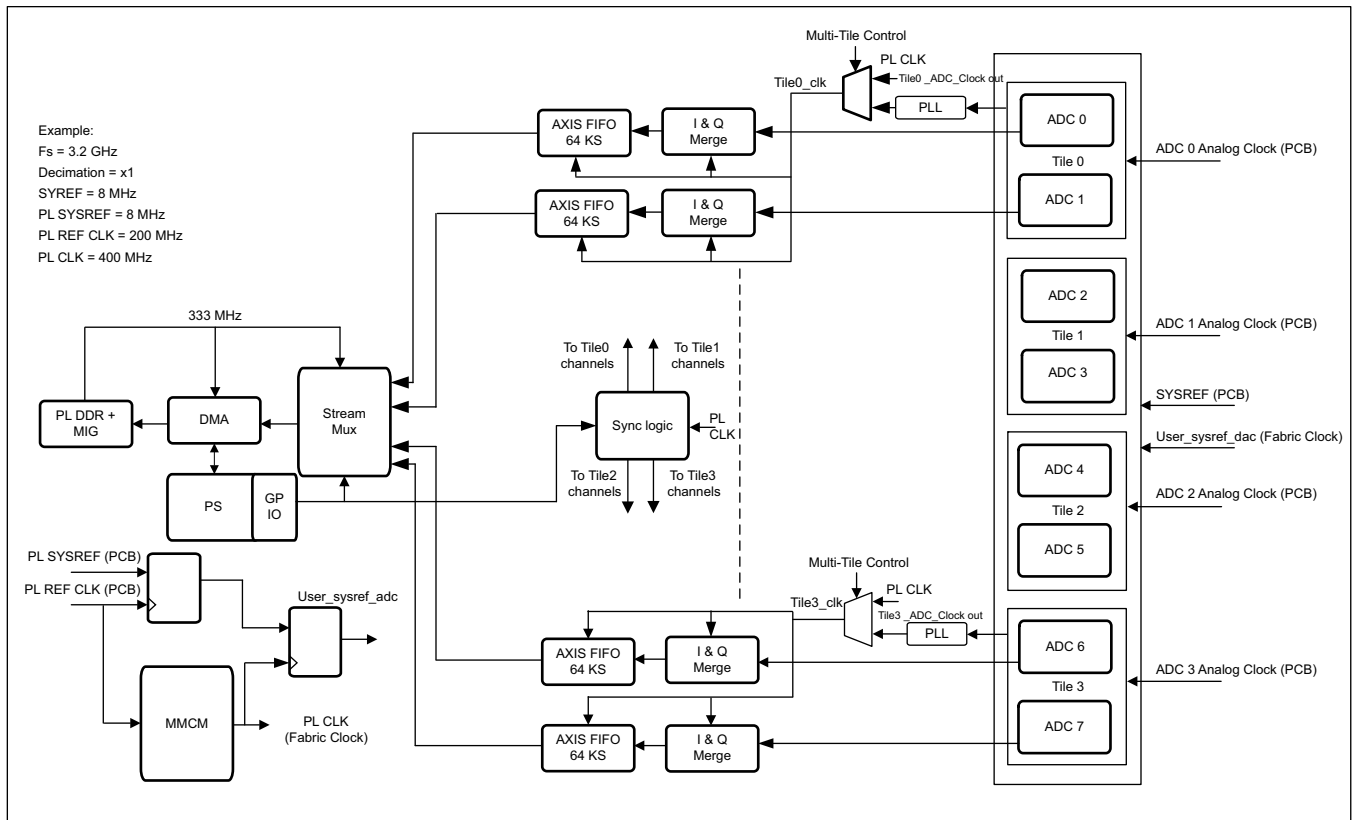 Multi-Tile Control
PL CLK
Tile0_clk
Tile0 _ADC_Clock out
PLL
ADC 0
Tile 0
ADC 1
ADC 0 Analog Clock (PCB)
AXIS FIFO
64 KS
I & Q
Merge
AXIS FIFO
64 KS
I & Q
Merge
Example:
Fs = 3.2 GHz
Decimation = x1
SYREF = 8 MHz
PL SYSREF = 8 MHz
PL REF CLK = 200 MHz
PL CLK = 400 MHz
ADC 2
Tile 1
ADC 3
ADC 1 Analog Clock (PCB)
SYSREF (PCB)
User_sysref_dac (Fabric Clock)
333 MHz
PL DDR +
MIG
DMA
Stream
Mux
PS
GP
IO
To Tile0
channels
To Tile1
channels
Sync logic
PL
CLK
To Tile2
channels
To Tile3
channels
ADC 4
Tile 2
ADC 5
ADC 2 Analog Clock (PCB)
PL SYSREF (PCB)
PL REF CLK (PCB)
User_sysref_adc
MMCM
PL CLK
(Fabric Clock)
Multi-Tile Control
PL CLK
Tile3_clk
Tile3 _ADC_Clock out
PLL
AXIS FIFO
64 KS
I & Q
Merge
AXIS FIFO
64 KS
I & Q
Merge
ADC 6
Tile 3
ADC 7
ADC 3 Analog Clock (PCB)